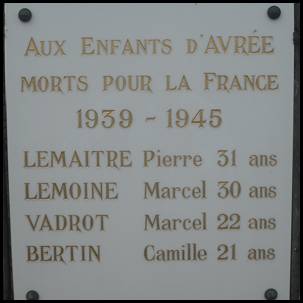 AUX ENFANTS D'AVRÉE
MORTS POUR LA FRANCE
1939 - 1945
LEMAITRE Pierre 31 ans
LEMOINE Marcel 30 ans
VADROT Marcel 22 ans
BERTIN Camille 21 ans